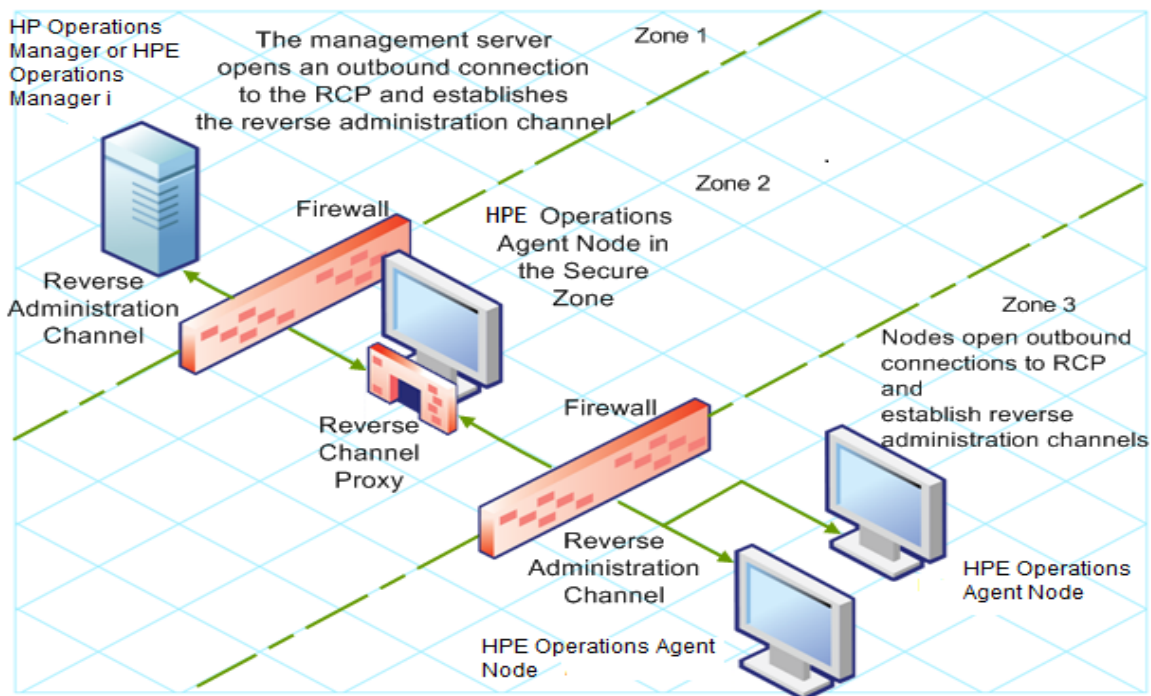 HP Operations
Manager or HPE
Operations
Manager i
The management server
opens an outbound connection
to the RCP and establishes
the reverse administration channel
Zone 1
Zone 2
Firewall
HPE Operations
Agent Node in
the Secure
Zone
Reverse
Administration
Channel
Zone 3
Nodes open outbound
connections to RCP
and
establish reverse
administration channels
Firewall
Reverse
Channel
Proxy
Reverse
Administration
Channel
HPE Operations
Agent Node
HPE Operations Agent
Node